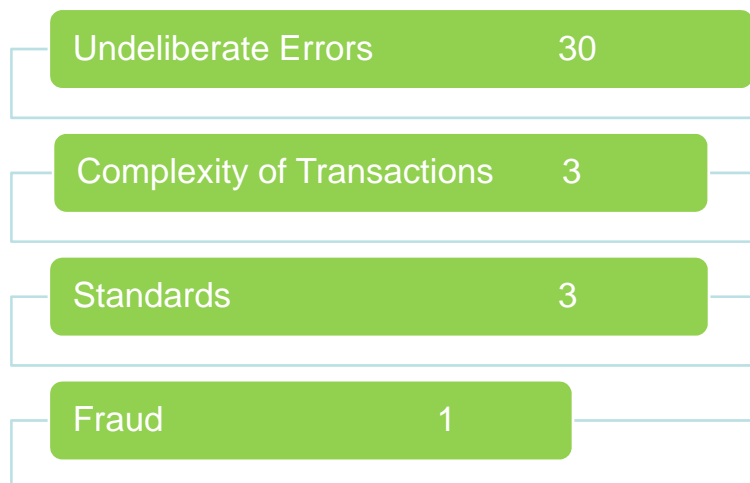 Undeliberate Errors 30
Complexity of Transactions 3
Standards 3
Fraud 1